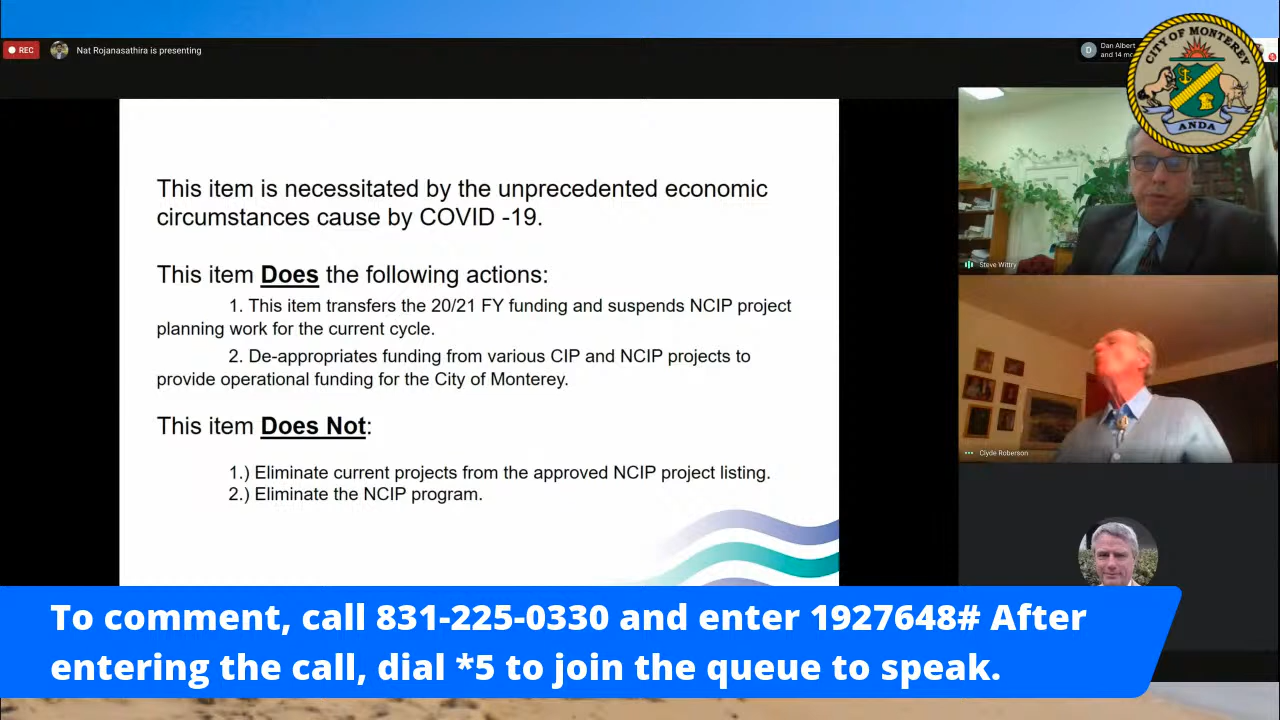 REC
Nat Rojanasathira is presenting
D
Dan Albert
and 14 mo
CITY OF MONTEREY
ANDA
This item is necessitated by the unprecedented economic
circumstances cause by COVID -19.
This item Does the following actions:
1. This item transfers the 20/21 FY funding and suspends NCIP project
planning work for the current cycle.
2. De-appropriates funding from various CIP and NCIP projects to
provide operational funding for the City of Monterey.
This item Does Not:
1.) Eliminate current projects from the approved NCIP project listing.
2.) Eliminate the NCIP program.
Steve Wittry
Clyde Roberson
To comment, call 831-225-0330 and enter 1927648# After
entering the call, dial *5 to join the queue to speak.